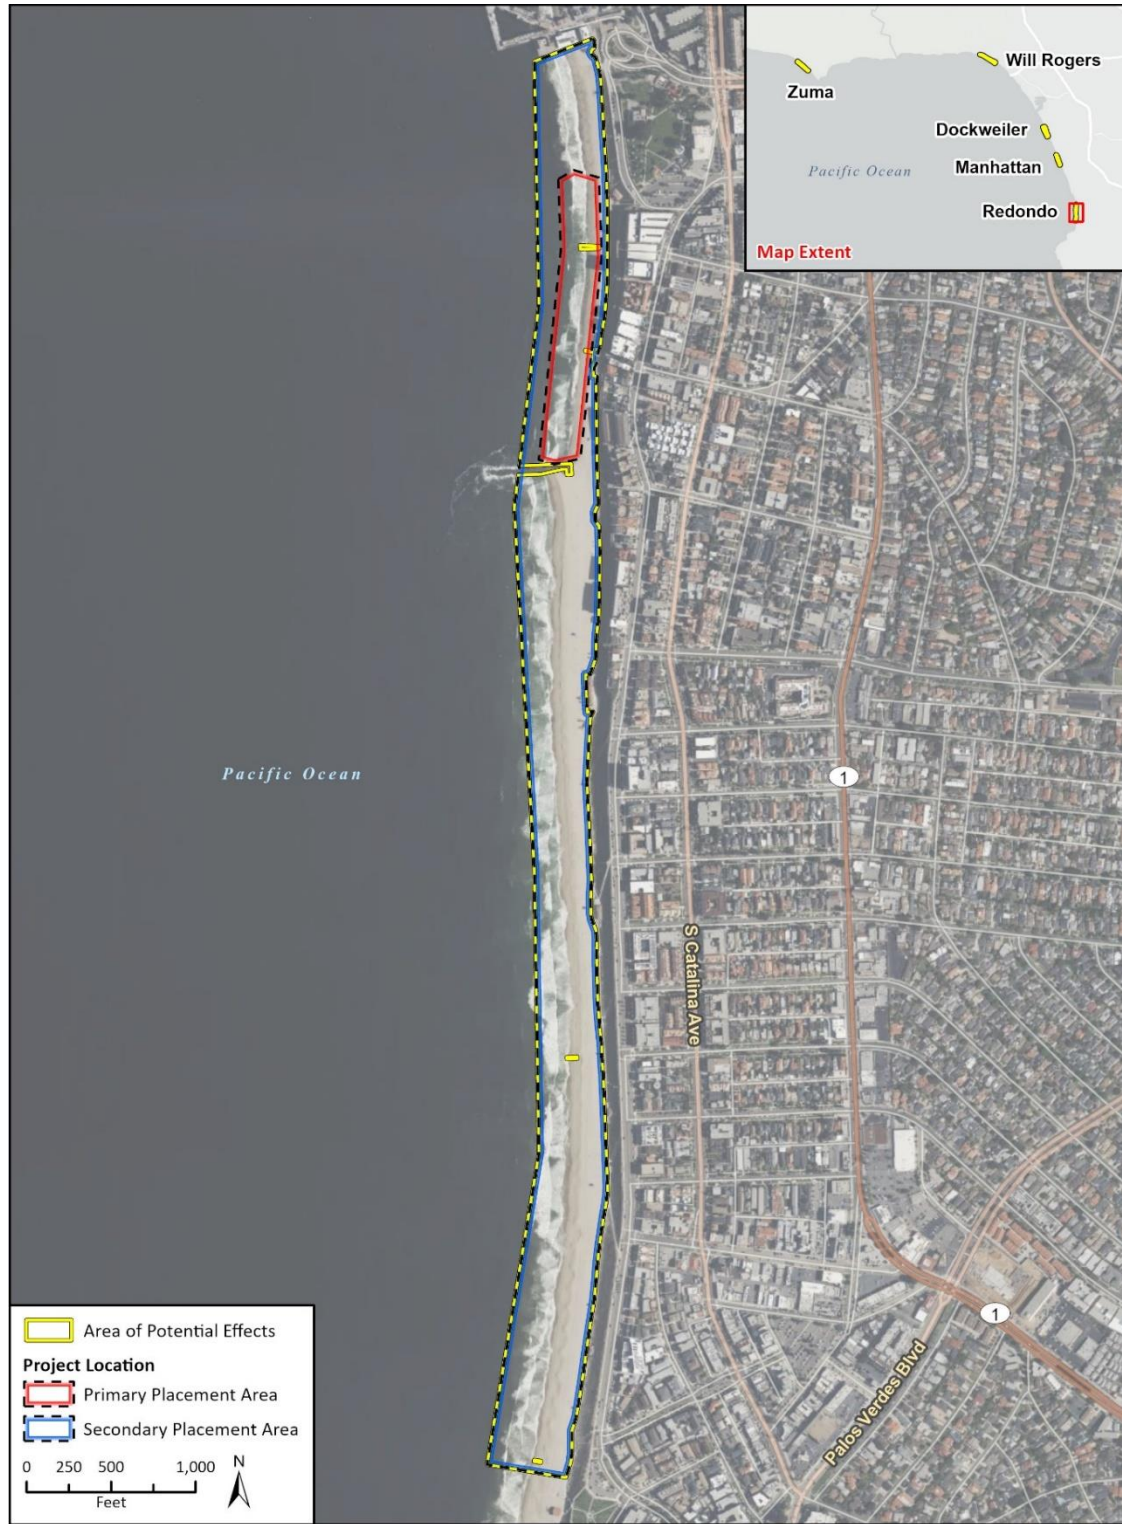 Zuma
Will Rogers
Dockweiler
Manhattan
Pacific Ocean
Redondo
Map Extent
Pacific Ocean
1
S Catalina Ave
1
Palos Verdes Blvd
Area of Potential Effects
Project Location
Primary Placement Area
Secondary Placement Area
0 250 500 1,000
Feet
N